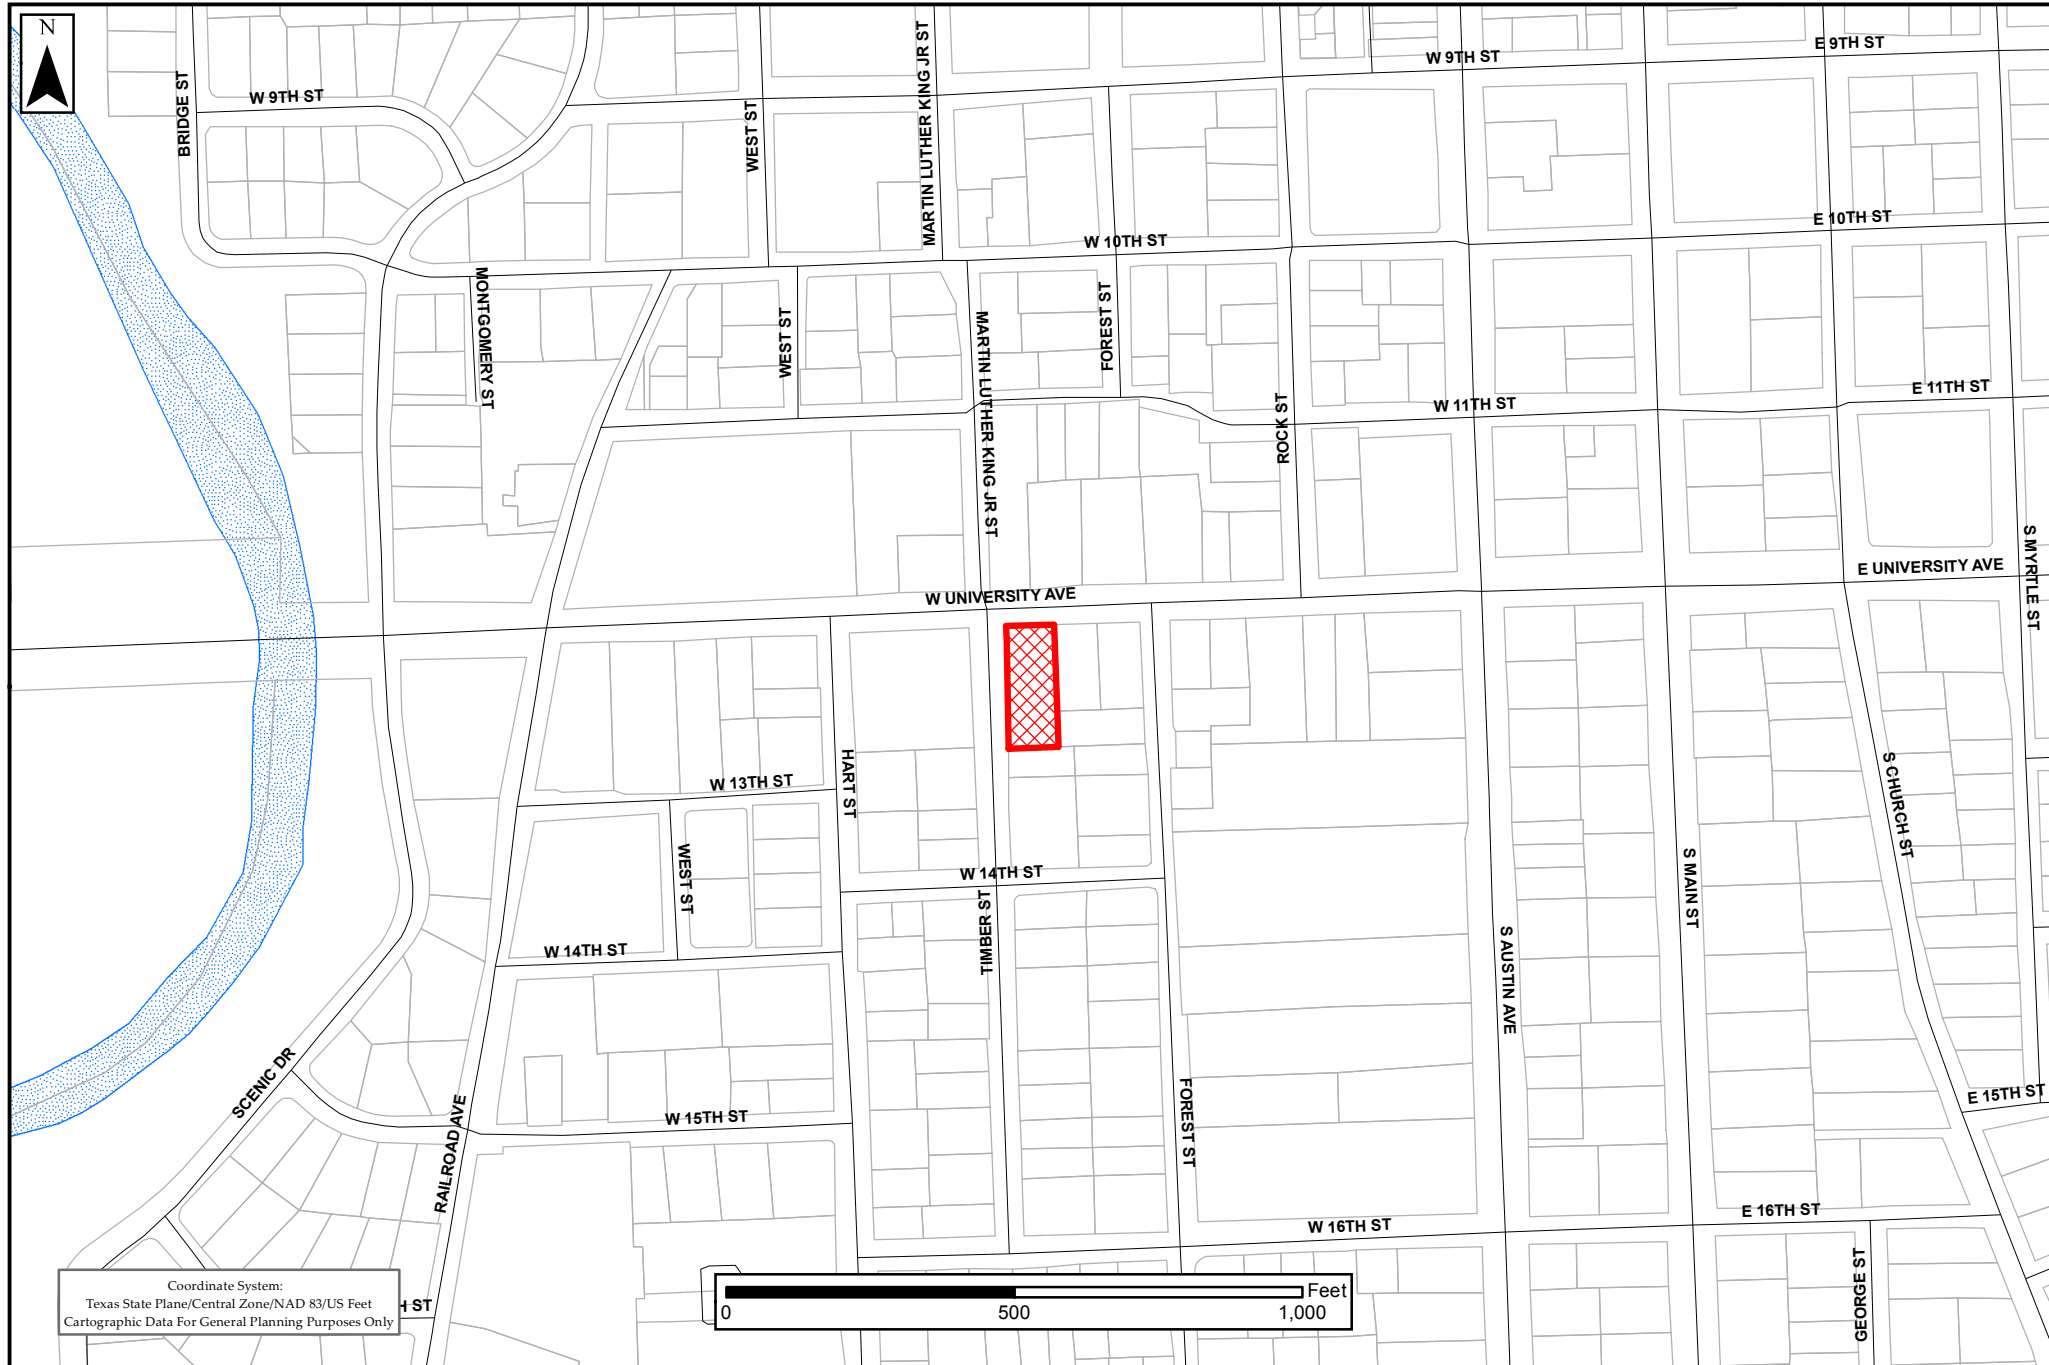 N
E 9TH ST
W 9TH ST
W 9TH ST
BRIDGE ST
WEST ST
MARTIN LUTHER KING JR ST
E 10TH ST
W 10TH ST
MONTGOMERY ST
WEST ST
MARTIN LUTHER KING JR ST
FOREST ST
E 11TH ST
W 11TH ST
ROCK ST
S MYRTLE ST
E UNIVERSITY AVE
W UNIVERSITY AVE
HART ST
W 13TH ST
S CHURCH ST
WEST ST
S MAIN ST
W 14TH ST
TIMBER ST
W 14TH ST
S AUSTIN AVE
SCENIC DR
RAILROAD AVE
W 15TH ST
FOREST ST
E 15TH ST
E 16TH ST
W 16TH ST
GEORGE ST
H ST
Coordinate System:
Texas State Plane/Central Zone/NAD 83/US Feet
Cartographic Data For General Planning Purposes Only
Feet
0 500 1,000